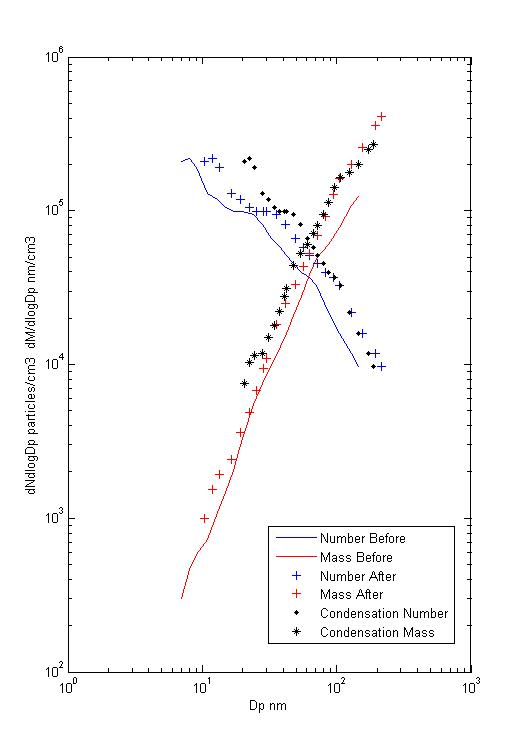 10^6
10^5
10^4
10^3
10^2
dNdlogDp particles/cm3 dM/dlogDp nm/cm3
Number Before
Mass Before
Number After
Mass After
Condensation Number
Condensation Mass
10^0 10^1 10^2 10^3
Dp nm